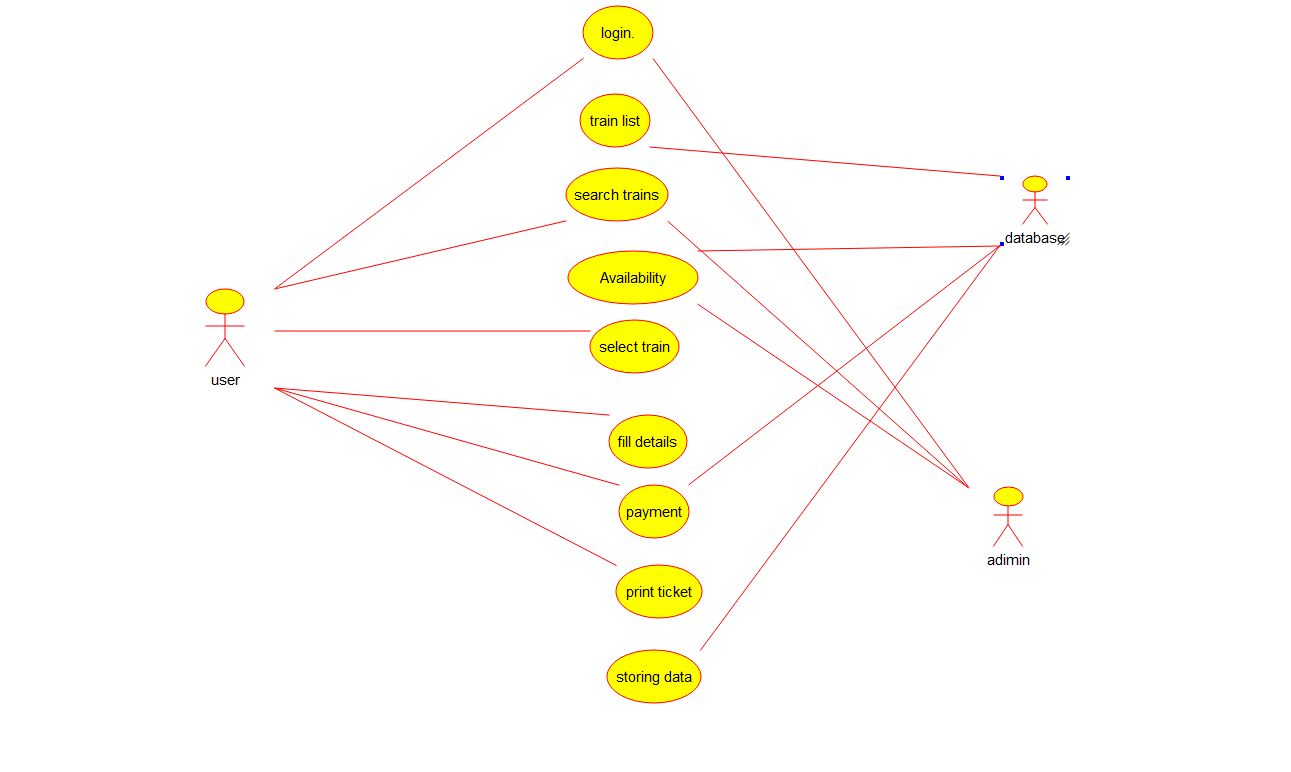 login.
train list
search trains
database
Availability
select train
user
fill details
payment
adimin
print ticket
storing data